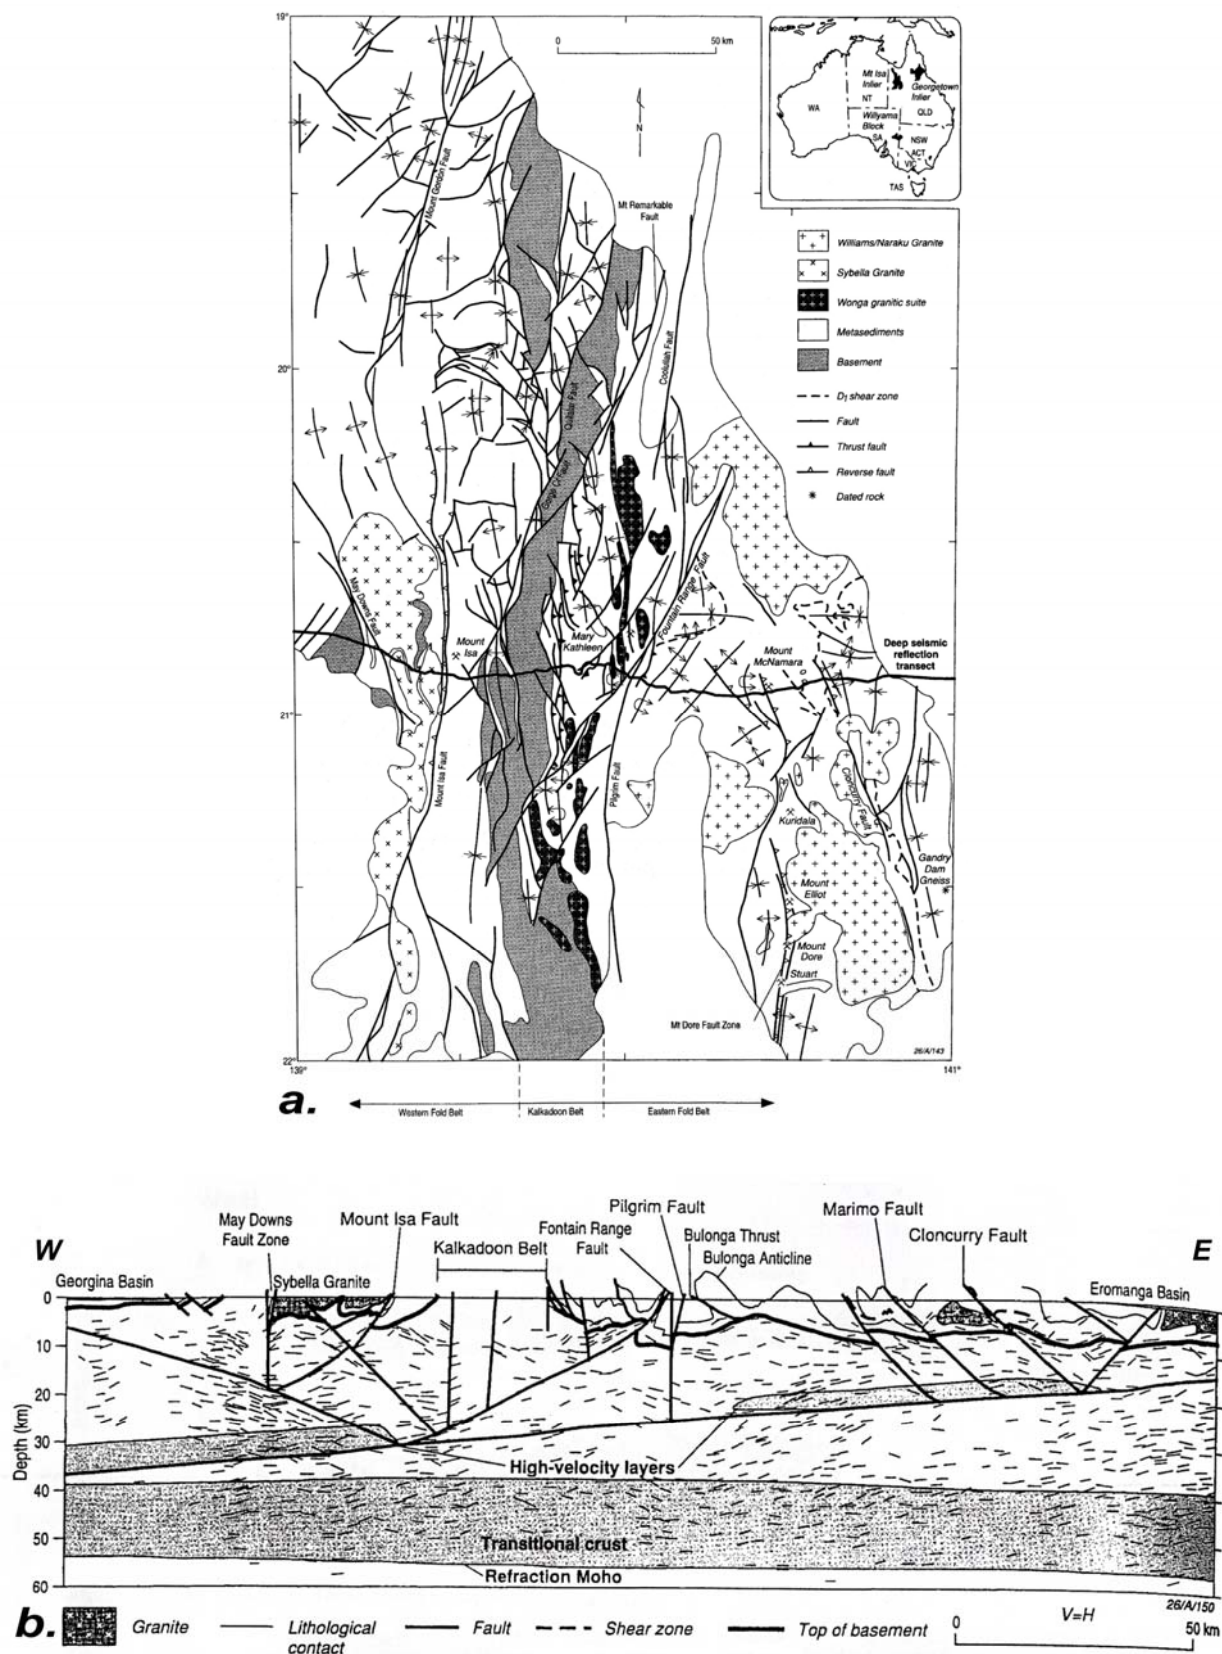 19°
0
50 km
N
Mt Isa
Inlier
Georgetown
Inlier
WA
NT
QLD
Willyama
Block
SA
NSW
ACT
VIC
TAS
Mount Gordon Fault
Mt Remarkable
Fault
Williams/Naraku Granite
Sybella Granite
Wonga granitic suite
Metasediments
Basement
D1 shear zone
Fault
Thrust fault
Reverse fault
Dated rock
20°
Coolullah Fault
Quilalar Fault
Fault
May Downs Fault
Fountain Range Fault
Mount
Isa
Mary
Kathleen
Mount
McNamara
Deep seismic
reflection
transect
21°
Mount Isa Fault
Pilgrim Fault
Cloncurry Fault
Kuridala
Gandry
Dam
Gneiss
Mount
Elliot
Mount
Dore
Stuart
Mt Dore Fault Zone
26/A/143
22°
139°
141°
a.
Western Fold Belt
Kalkadoon Belt
Eastern Fold Belt
W
E
May Downs
Fault Zone
Mount Isa Fault
Kalkadoon Belt
Fontain Range
Fault
Pilgrim Fault
Bulonga Thrust
Bulonga Anticline
Marimo Fault
Cloncurry Fault
Georgina Basin
Sybella Granite
Eromanga Basin
0
10
20
30
40
50
60
Depth (km)
High-velocity layers
Transitional crust
Refraction Moho
26/A/150
b.
Granite
Lithological
contact
Fault
Shear zone
Top of basement
V=H
0
50 km